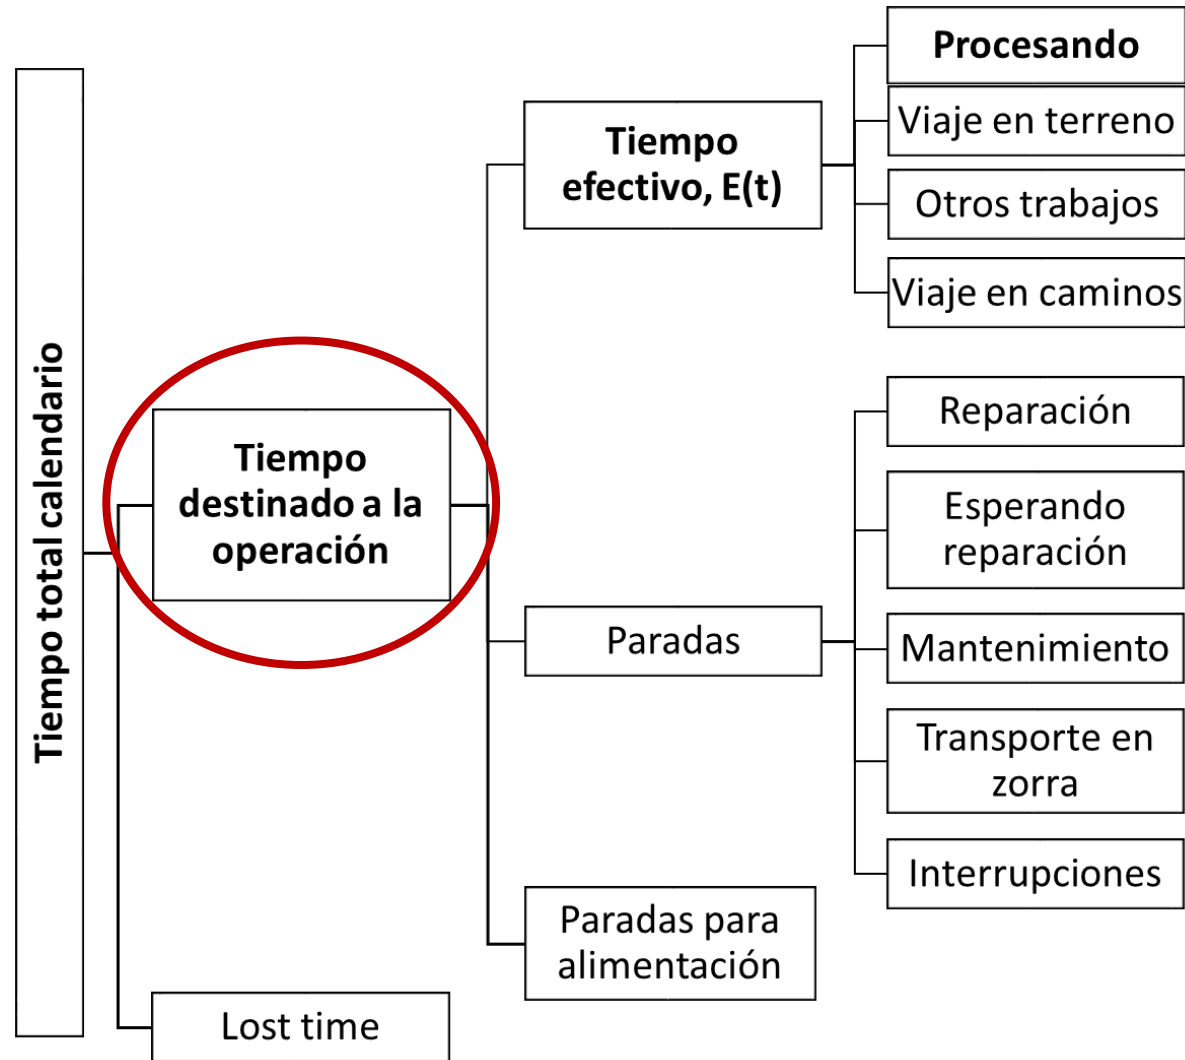 Tiempo total calendario
Tiempo
destinado a la
operación
Lost time
Tiempo
efectivo, E(t)
Paradas
Paradas para
alimentación
Procesando
Viaje en terreno
Otros trabajos
Viaje en caminos
Reparación
Esperando
reparación
Mantenimiento
Transporte en
zorra
Interrupciones